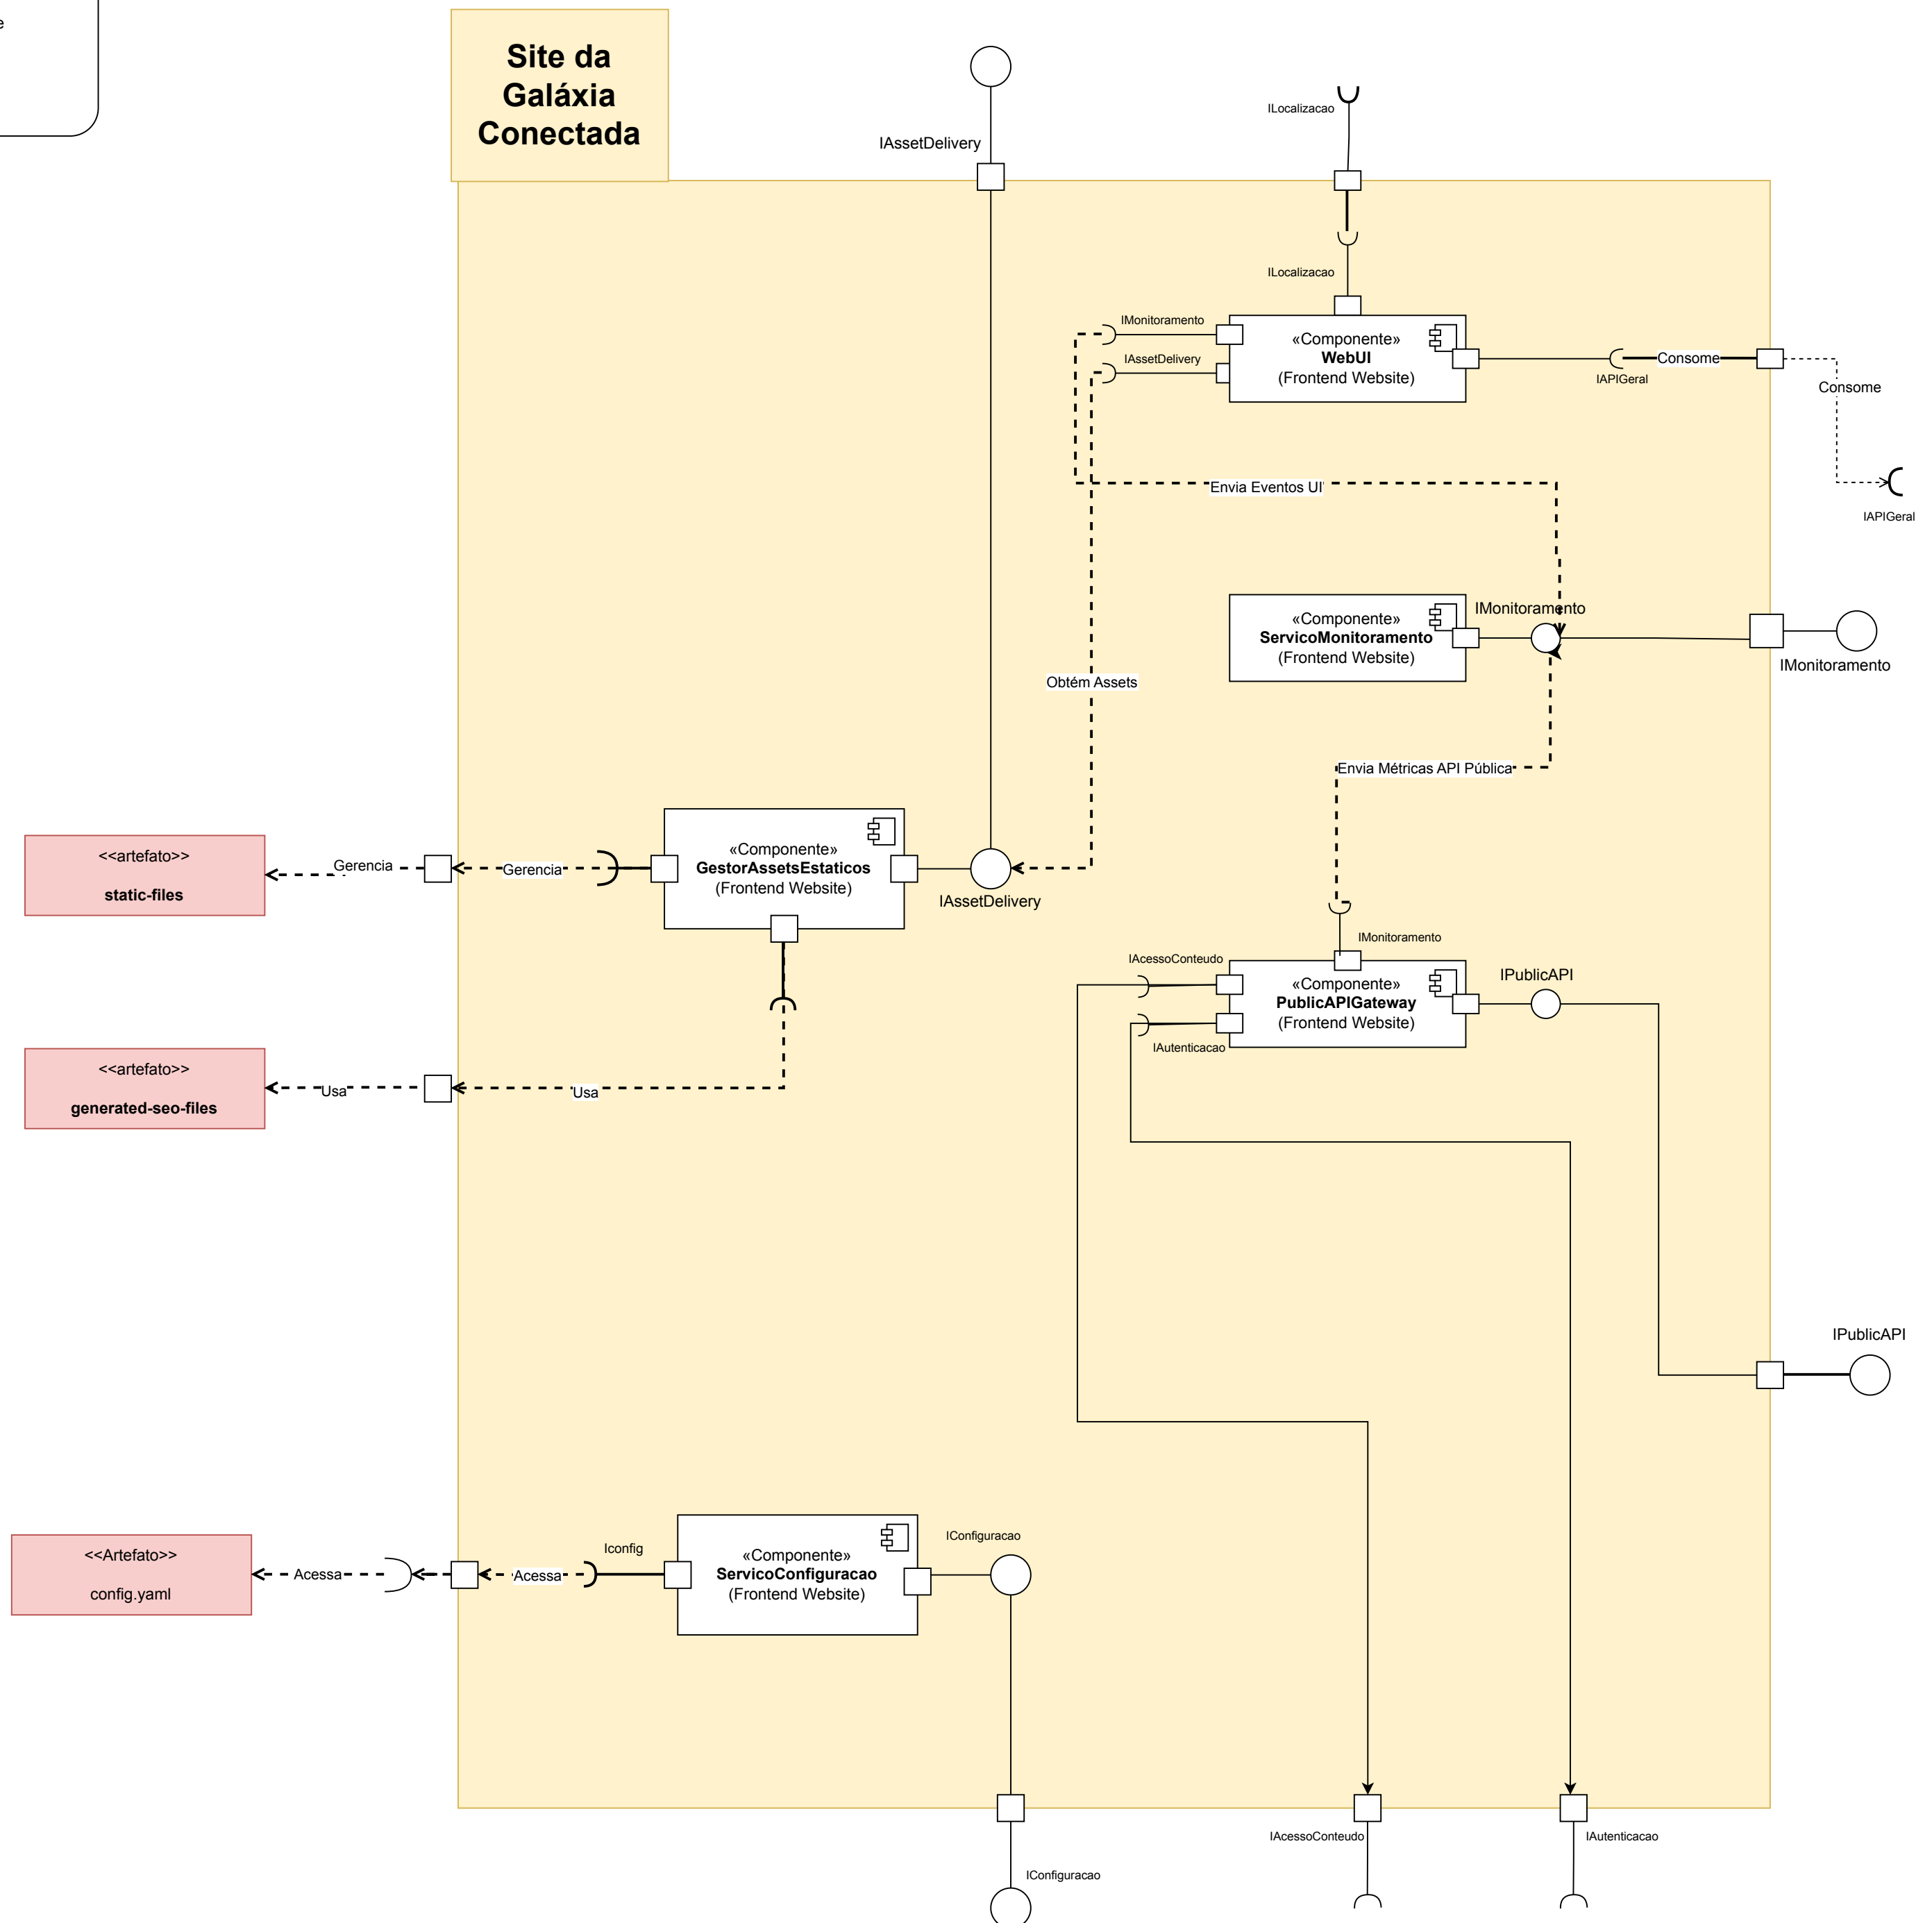 e
Site da
Galáxia
Conectada
IAssetDelivery
ILocalizacao
ILocalizacao
IMonitoramento
IAssetDelivery
«Componente»
WebUI
(Frontend Website)
IAPIGeral
Consome
Consome
IAPIGeral
Envia Eventos UI
«Componente»
ServicoMonitoramento
(Frontend Website)
IMonitoramento
IMonitoramento
Obtém Assets
Envia Métricas API Pública
<<artefato>>
static-files
Gerencia
Gerencia
«Componente»
GestorAssetsEstaticos
(Frontend Website)
IAssetDelivery
IMonitoramento
IAcessoConteudo
«Componente»
PublicAPIGateway
(Frontend Website)
IAutenticacao
IPublicAPI
<<artefato>>
generated-seo-files
Usa
Usa
IPublicAPI
<<Artefato>>
config.yaml
Acessa
Acessa
Iconfig
«Componente»
ServicoConfiguracao
(Frontend Website)
IConfiguracao
IConfiguracao
IAcessoConteudo
IAutenticacao